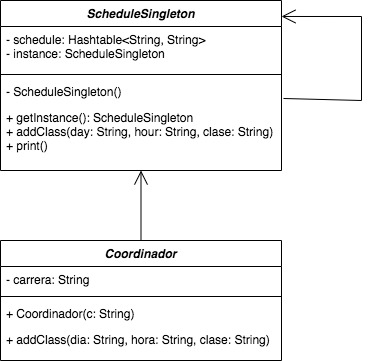 ScheduleSingleton
- schedule: Hashtable<String, String>
- instance: ScheduleSingleton
- ScheduleSingleton()
+ getInstance(): ScheduleSingleton
+ addClass(day: String, hour: String, clase: String)
+ print()
Coordinador
- carrera: String
+ Coordinador(c: String)
+ addClass(dia: String, hora: String, clase: String)